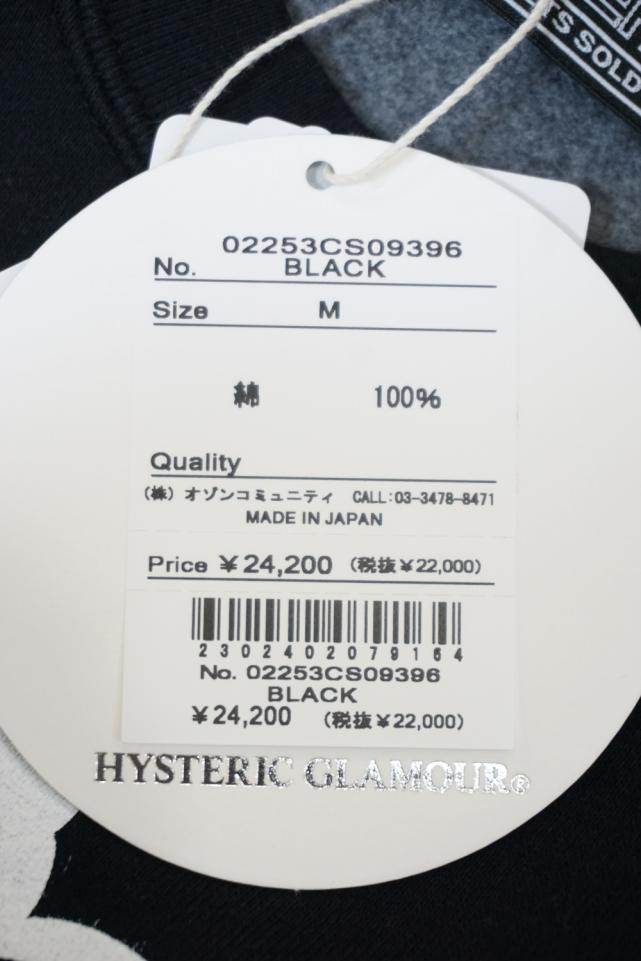 TS SOLD
02253CS09396
No. BLACK
Size M
綿 100%
Quality
(株) オゾンコミュニティ CALL:03-3478-8471
MADE IN JAPAN
Price ¥24,200 (税抜¥22,000)
2302402079164
No. 02253CS09396
BLACK
¥24,200 (税抜¥22,000)
HYSTERIC GLAMOUR®